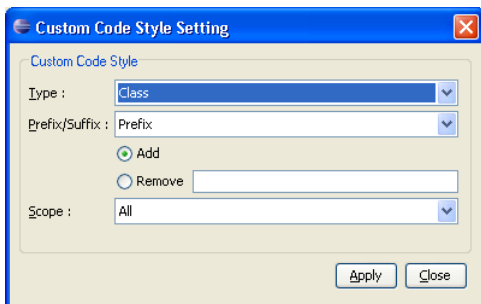 Custom Code Style Setting
Custom Code Style
Type : Class
Prefix/Suffix : Prefix
Add
Remove
Scope : All
Apply Close